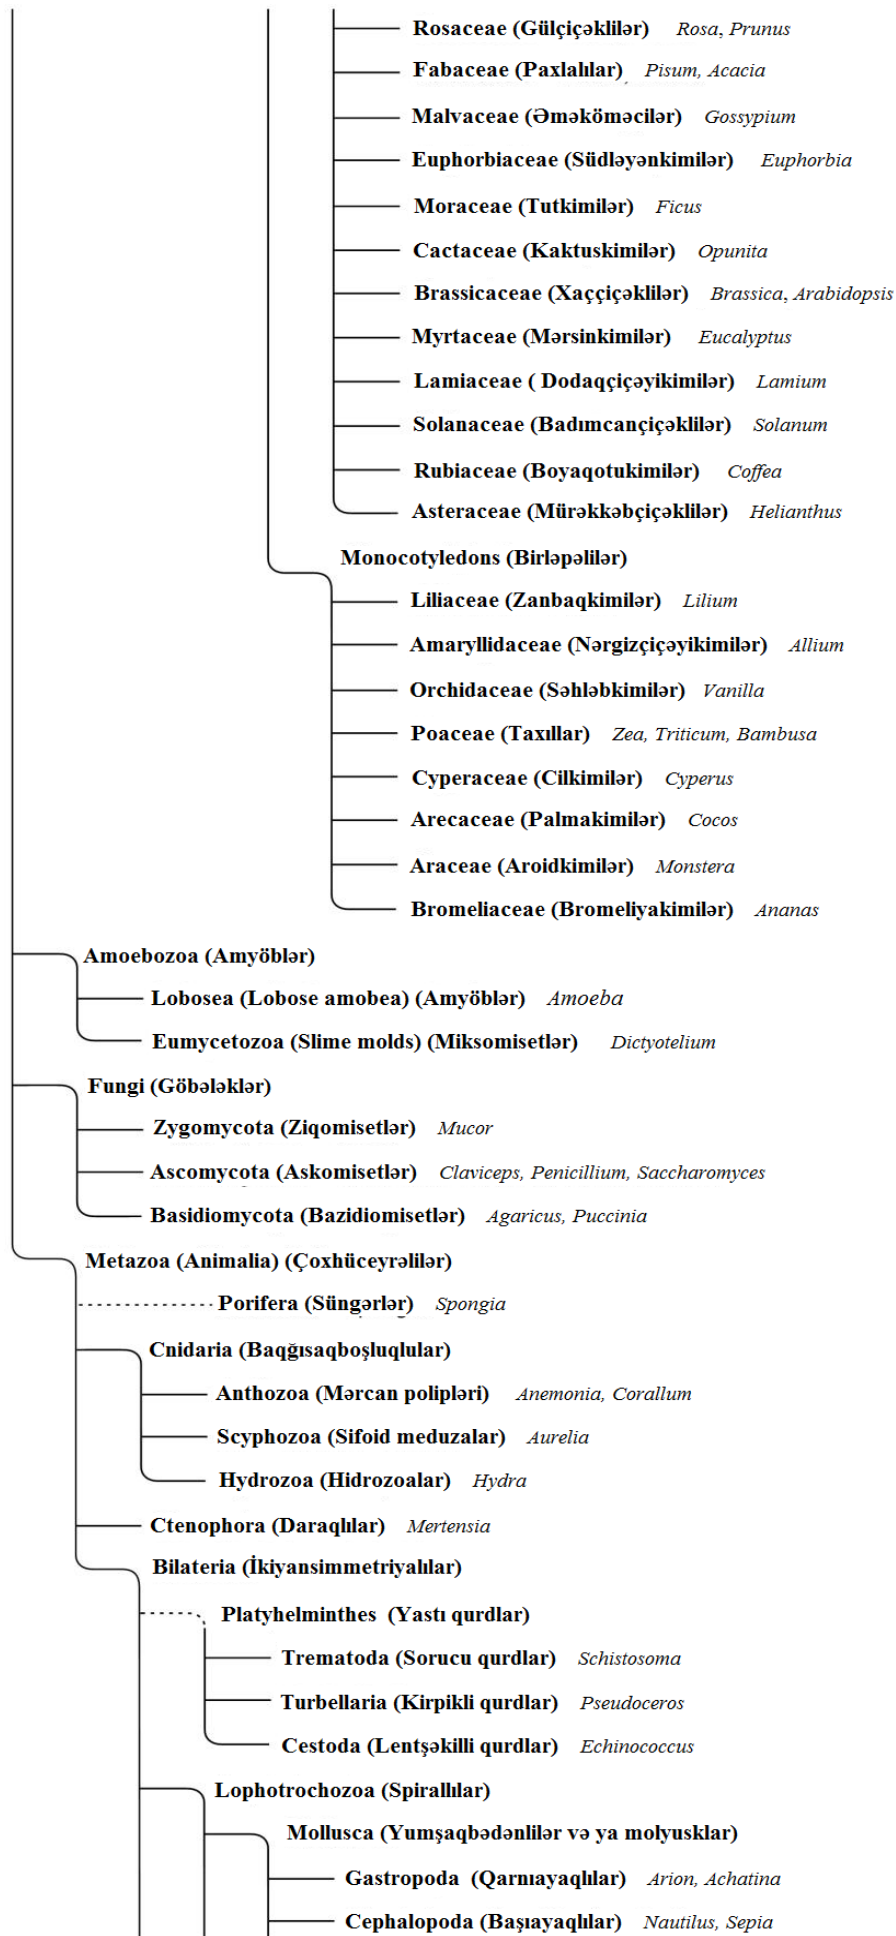 Rosaceae (Gülçiçəklilər) Rosa, Prunus
Fabaceae (Paxlalılar) Pisum, Acacia
Malvaceae (Əməköməcilər) Gossypium
Euphorbiaceae (Südləyənkimilər) Euphorbia
Moraceae (Tutkimilər) Ficus
Cactaceae (Kaktuskimilər) Opunita
Brassicaceae (Xaççiçəklilər) Brassica, Arabidopsis
Myrtaceae (Mərsinkimilər) Eucalyptus
Lamiaceae ( Dodaqçiçəyikimilər) Lamium
Solanaceae (Badımcançiçəklilər) Solanum
Rubiaceae (Boyaqotukimilər) Coffea
Asteraceae (Mürəkkəbçiçəklilər) Helianthus
Monocotyledons (Birləpəlilər)
Liliaceae (Zanbaqkimilər) Lilium
Amaryllidaceae (Nərgizçiçəyikimilər) Allium
Orchidaceae (Səhləbkimilər) Vanilla
Poaceae (Taxıllar) Zea, Triticum, Bambusa
Cyperaceae (Cilkimilər) Cyperus
Arecaceae (Palmakimilər) Cocos
Araceae (Aroidkimilər) Monstera
Bromeliaceae (Bromeliyakimilər) Ananas
Amoebozoa (Amyöblər)
Lobosea (Lobose amobea) (Amyöblər) Amoeba
Eumycetozoa (Slime molds) (Miksomisetlər) Dictyotelium
Fungi (Göbələklər)
Zygomycota (Ziqomisetlər) Mucor
Ascomycota (Askomisetlər) Claviceps, Penicillium, Saccharomyces
Basidiomycota (Bazidiomisetlər) Agaricus, Puccinia
Metazoa (Animalia) (Çoxhüceyrəlilər)
Porifera (Süngərlər) Spongia
Cnidaria (Baqğısaqboşluqlular)
Anthozoa (Mərcan polipləri) Anemonia, Corallum
Scyphozoa (Sifoid meduzalar) Aurelia
Hydrozoa (Hidrozoalar) Hydra
Ctenophora (Daraqlılar) Mertensia
Bilateria (İkiyansimmetriyalılar)
Platyhelminthes (Yastı qurdlar)
Trematoda (Sorucu qurdlar) Schistosoma
Turbellaria (Kirpikli qurdlar) Pseudoceros
Cestoda (Lentşəkilli qurdlar) Echinococcus
Lophotrochozoa (Spirallılar)
Mollusca (Yumşaqbədənlilər və ya molyusklar)
Gastropoda (Qarnıayaqlılar) Arion, Achatina
Cephalopoda (Başıayaqlılar) Nautilus, Sepia